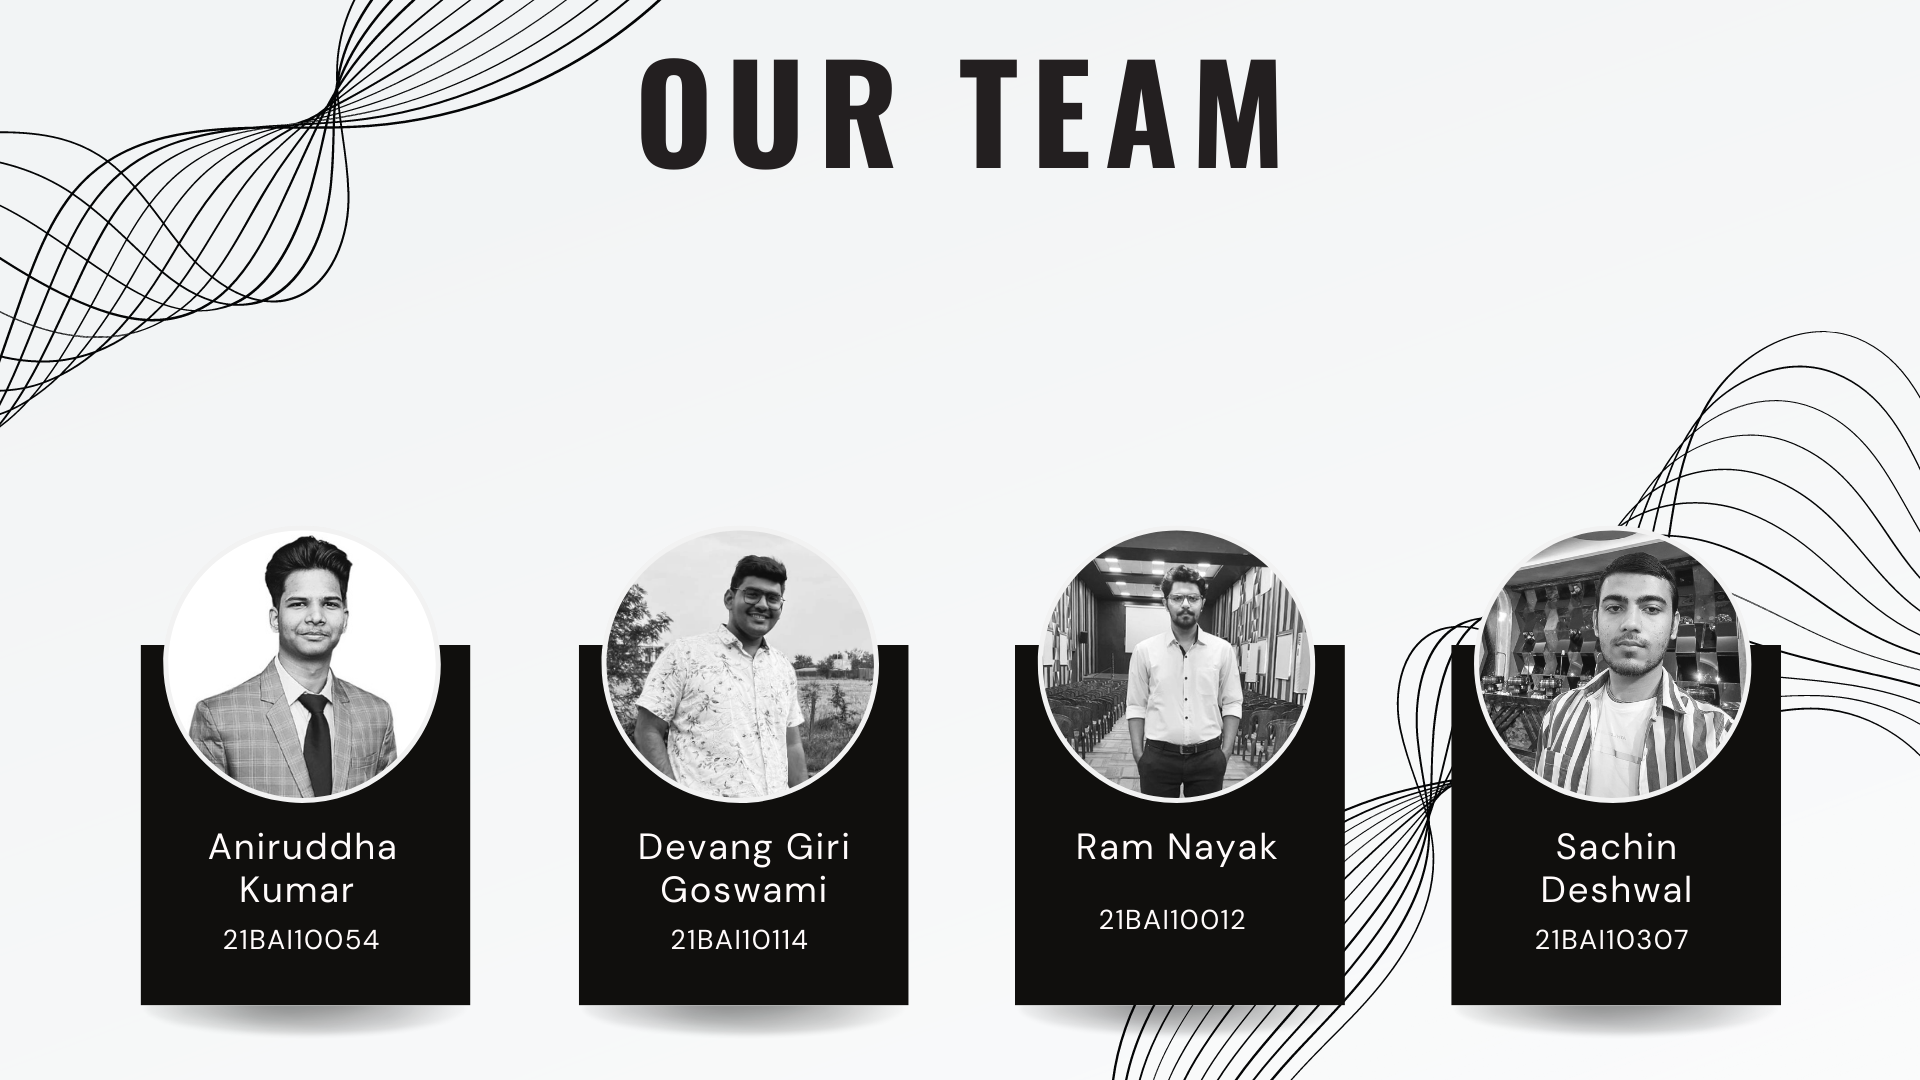 OUR TEAM
Aniruddha
Kumar
21BAI10054
Devang Giri
Goswami
21BAI10114
Ram Nayak
21BAI10012
Sachin
Deshwal
21BAI10307